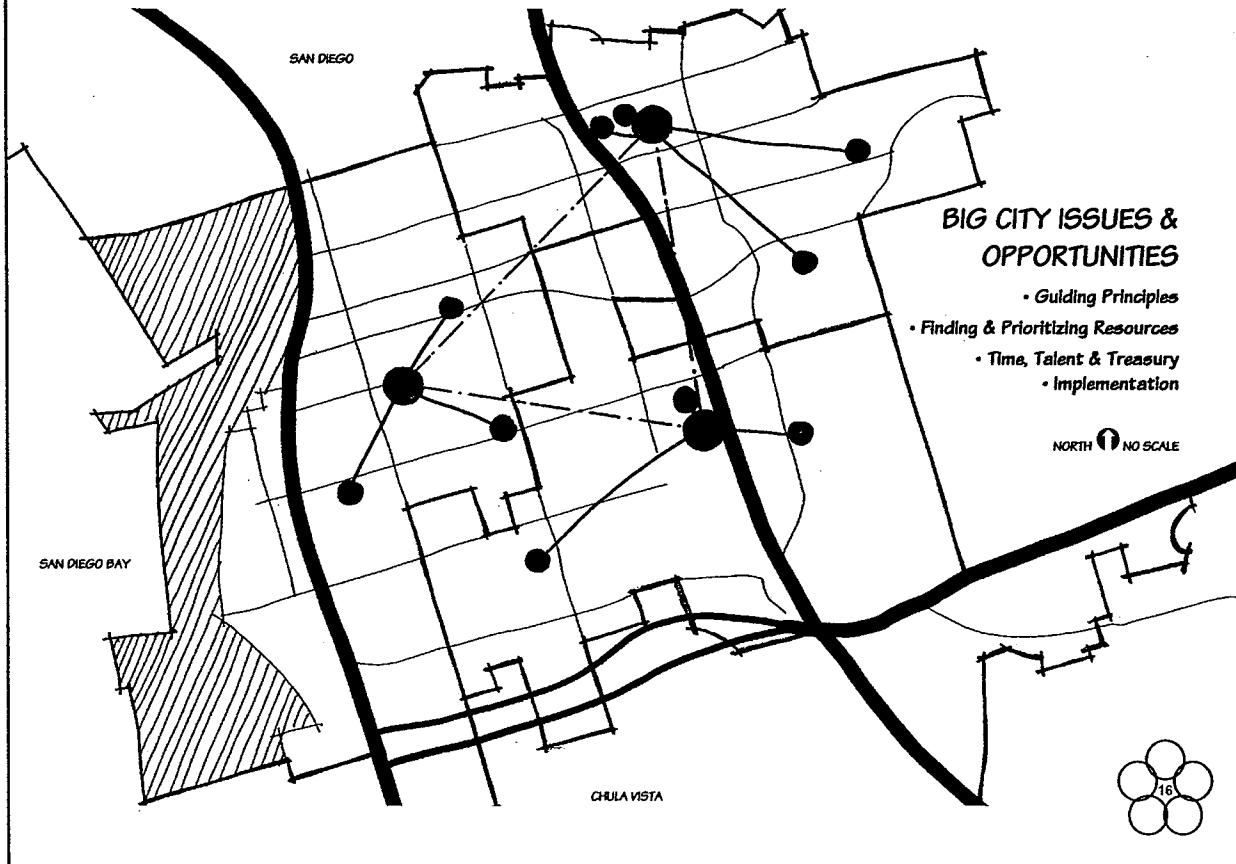 SAN DIEGO
BIG CITY ISSUES &
OPPORTUNITIES
• Guiding Principles
• Finding & Prioritizing Resources
• Time, Talent & Treasury
• Implementation
NORTH NO SCALE
SAN DIEGO BAY
CHULA VISTA
16